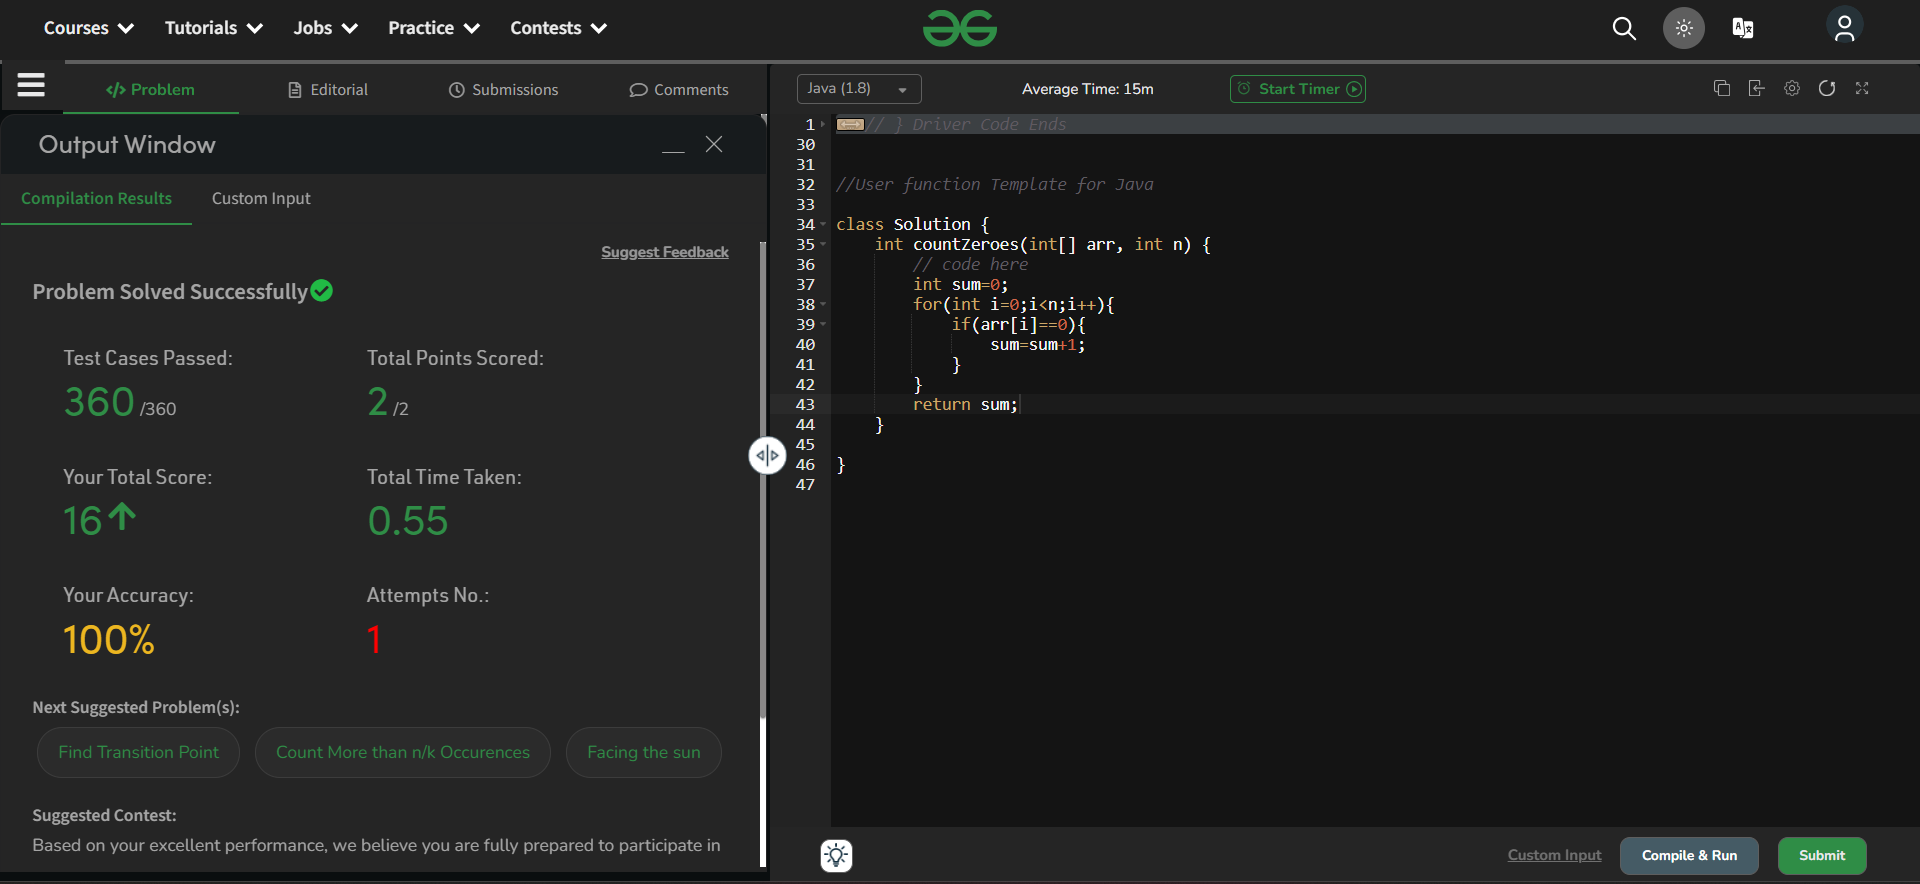 Courses Tutorials Jobs Practice Contests
Problem Editorial Submissions Comments
Output Window
Compilation Results Custom Input
Suggest Feedback
Problem Solved Successfully
Test Cases Passed: Total Points Scored:
360 /360 2 /2
Your Total Score: Total Time Taken:
16 0.55
Your Accuracy: Attempts No.:
100% 1
Next Suggested Problem(s):
Find Transition Point Count More than n/k Occurences Facing the sun
Suggested Contest:
Based on your excellent performance, we believe you are fully prepared to participate in
Java (1.8) Average Time: 15m Start Timer
1 // } Driver Code Ends
30
31
32 //User function Template for Java
33
34 class Solution {
35 int countZeroes(int[] arr, int n) {
36 // code here
37 int sum=0;
38 for(int i=0;i<n;i++){
39 if(arr[i]==0){
40 sum=sum+1;
41 }
42 }
43 return sum;
44 }
45
46 }
47
Custom Input Compile & Run Submit